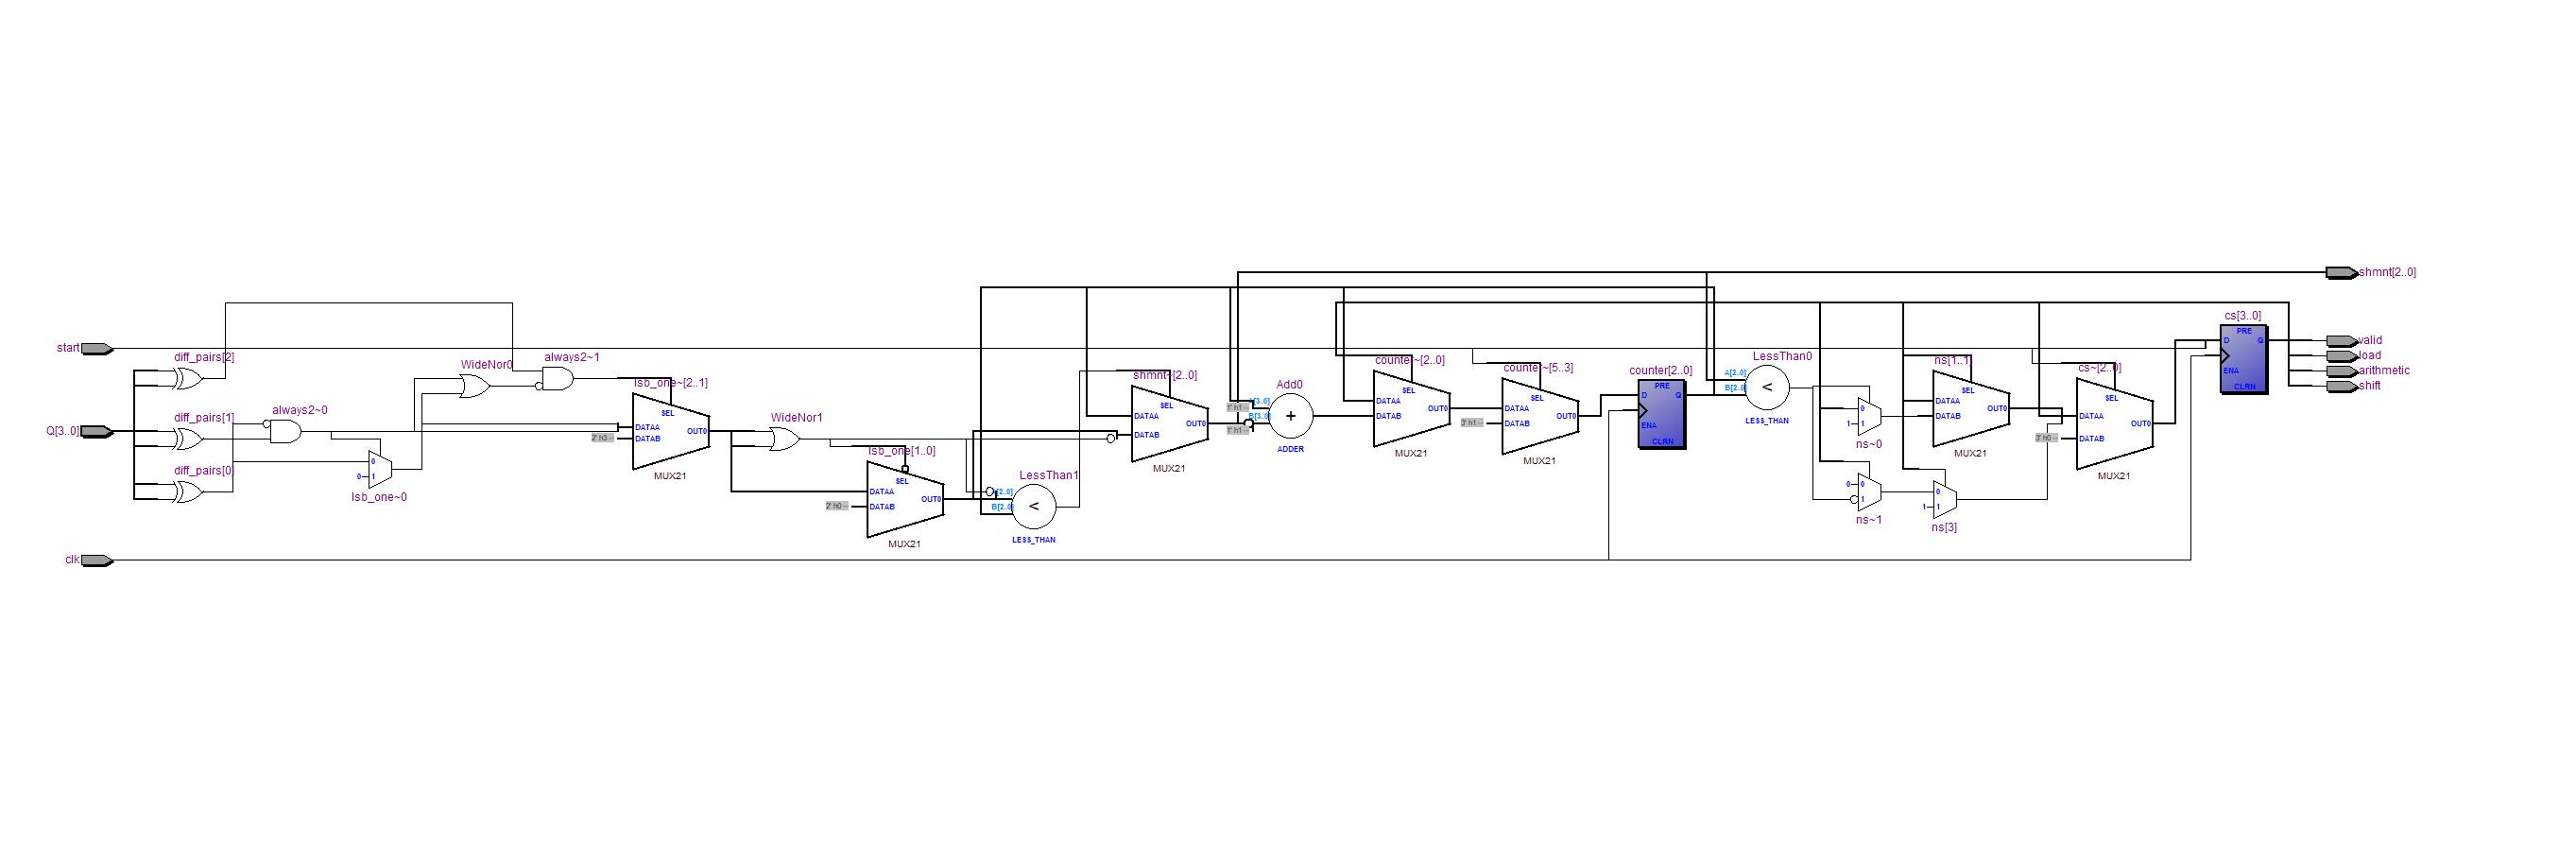 shmnt[2..0]
cs[3..0]
PRE
D
Q
ENA
CLRN
valid
load
arithmetic
shift
start
diff_pairs[2]
WideNor0
always2~1
lsb_one~[2..1]
SEL
DATAA
DATAB
OUT0
MUX21
2' h3 --
Q[3..0]
diff_pairs[1]
always2~0
diff_pairs[0]
0
0
1
lsb_one~0
WideNor1
lsb_one[1..0]
SEL
DATAA
DATAB
OUT0
MUX21
2' h0 --
LessThan1
B[2..0]
<
LESS_THAN
shmnt~[2..0]
SEL
DATAA
DATAB
OUT0
MUX21
Add0
1' h1 --
1' h1 --
B[3..0]
+
ADDER
counter~[2..0]
SEL
DATAA
DATAB
OUT0
MUX21
counter~[5..3]
SEL
DATAA
DATAB
OUT0
MUX21
3' h1 --
counter[2..0]
PRE
D
Q
ENA
CLRN
LessThan0
A[2..0]
B[2..0]
<
LESS_THAN
0
1
1
ns~0
0
0
1
ns~1
ns[1..1]
SEL
DATAA
DATAB
OUT0
MUX21
0
1
1
ns[3]
cs~[2..0]
SEL
DATAA
DATAB
OUT0
MUX21
3' h0 --
clk